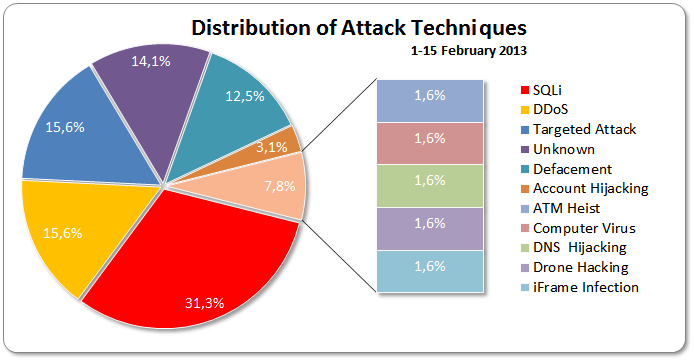 Distribution of Attack Techniques
1-15 February 2013
14,1%
12,5%
15,6%
3,1%
7,8%
15,6%
31,3%
1,6%
1,6%
1,6%
1,6%
1,6%
SQLi
DDoS
Targeted Attack
Unknown
Defacement
Account Hijacking
ATM Heist
Computer Virus
DNS  Hijacking
Drone Hacking
iFrame Infection